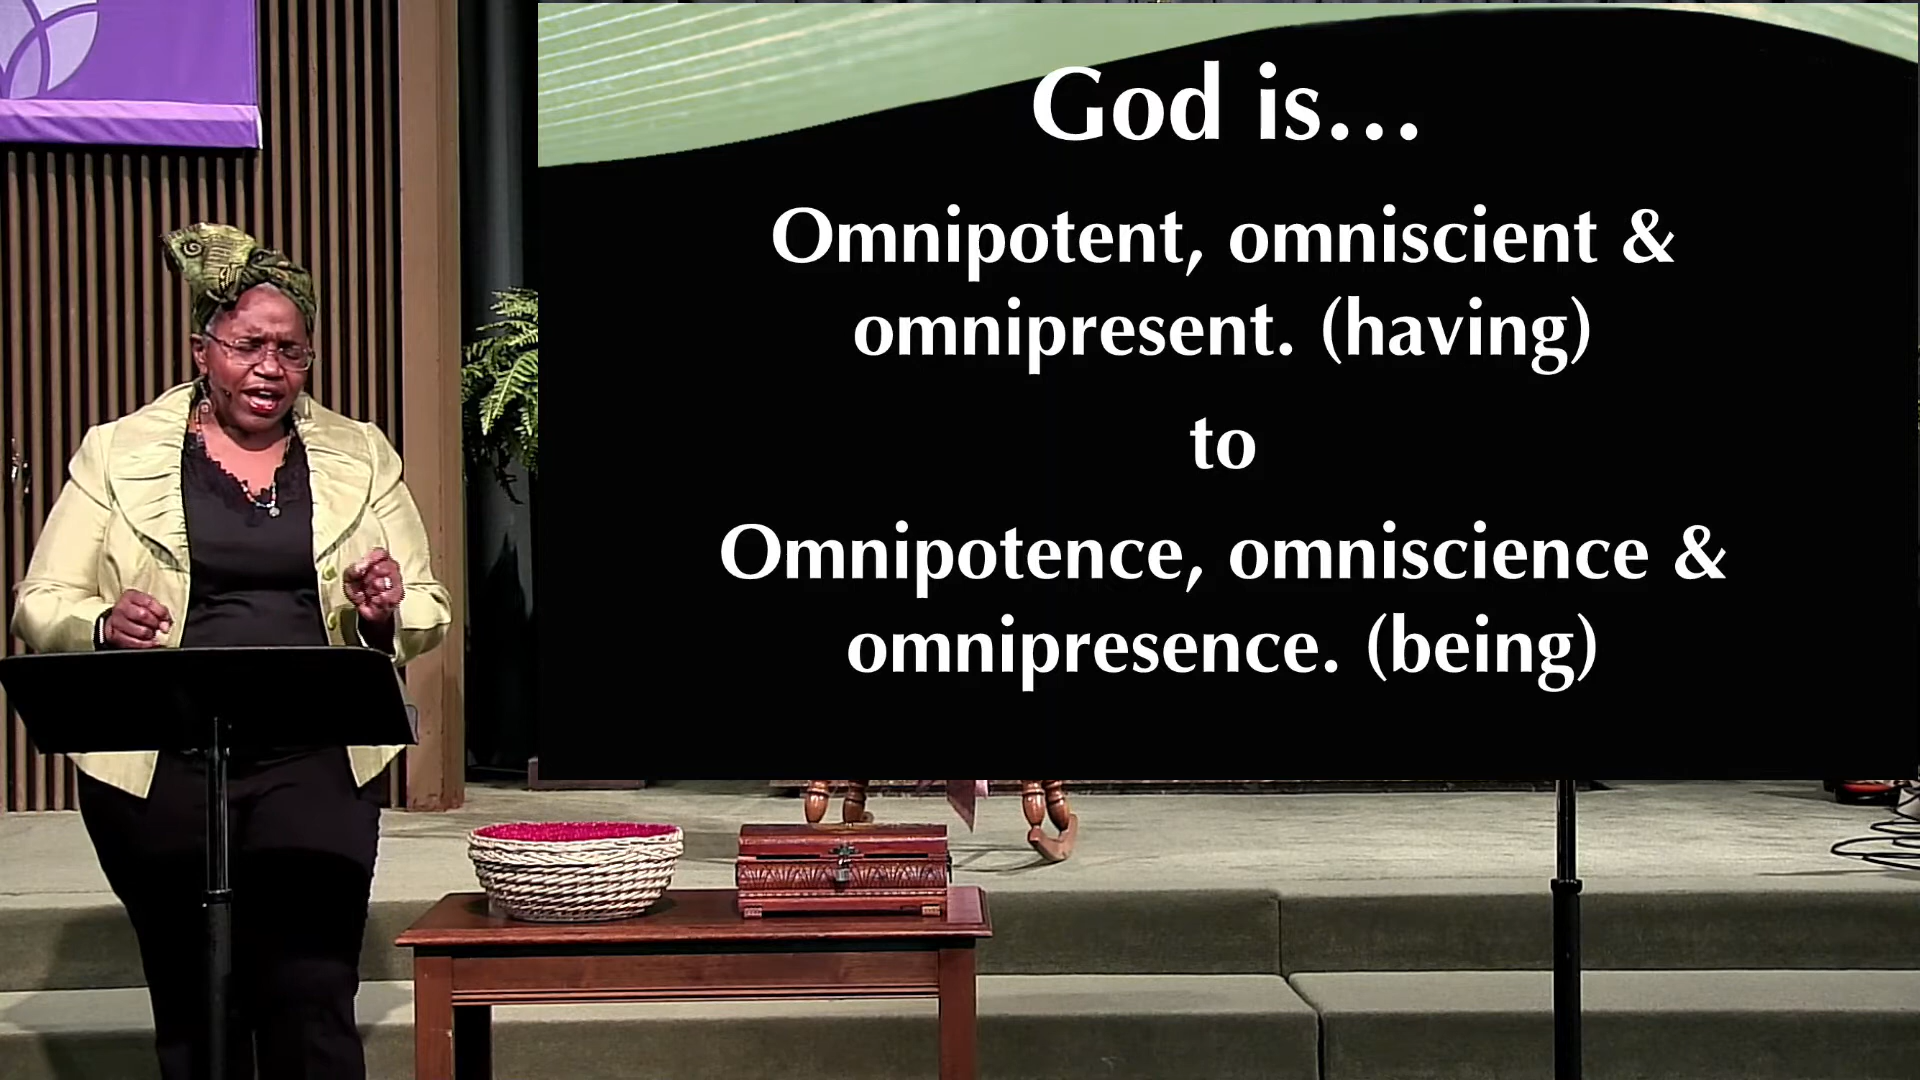 God is…
Omnipotent, omniscient &
omnipresent. (having)
to
Omnipotence, omniscience &
omnipresence. (being)